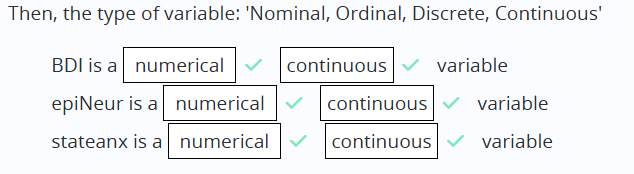 Then, the type of variable: 'Nominal, Ordinal, Discrete, Continuous'
BDI is a numerical continuous variable
epiNeur is a numerical continuous variable
stateanx is a numerical continuous variable